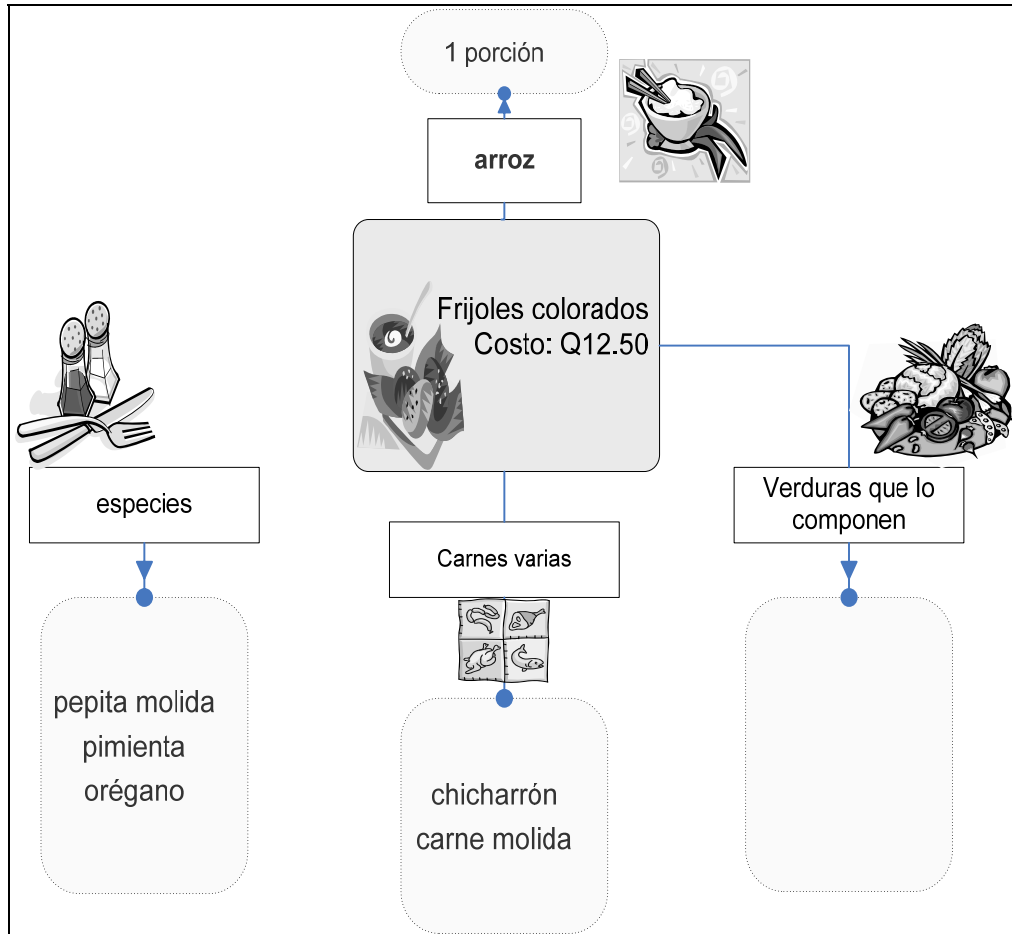 1 porción
arroz
Frijoles colorados
Costo: Q12.50
especies
Carnes varias
Verduras que lo
componen
pepita molida
pimienta
orégano
chicharrón
carne molida